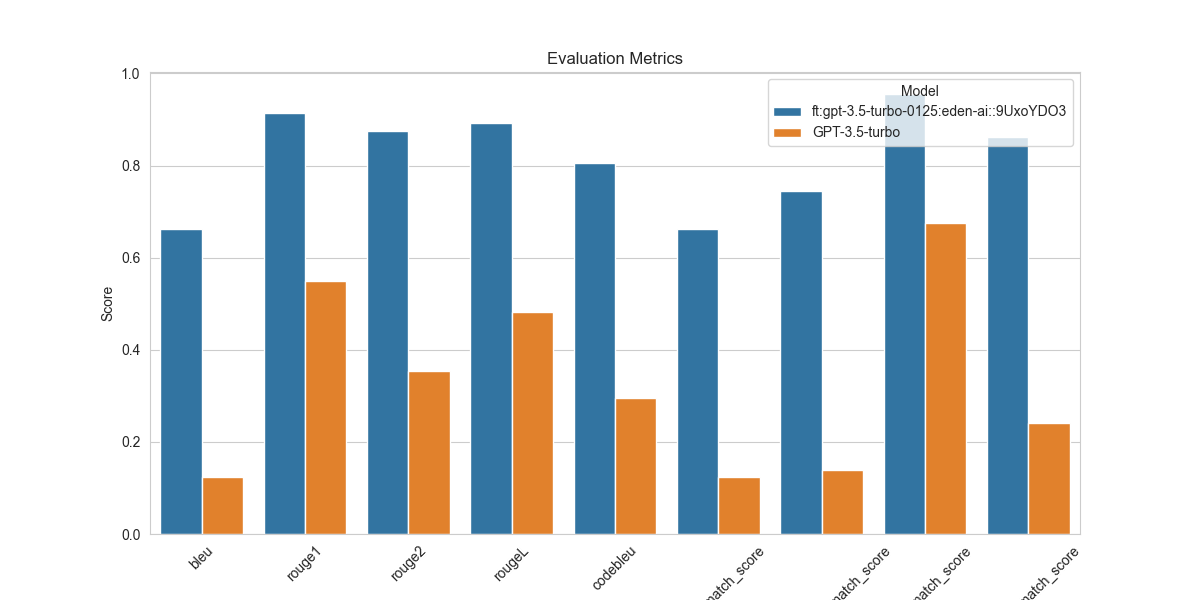 Evaluation Metrics
Model
ft:gpt-3.5-turbo-0125:eden-ai::9UxoYDO3
GPT-3.5-turbo
Score
1.0
0.8
0.6
0.4
0.2
0.0
bleu
rouge1
rouge2
rougeL
codebleu
match_score
match_score
match_score
match_score